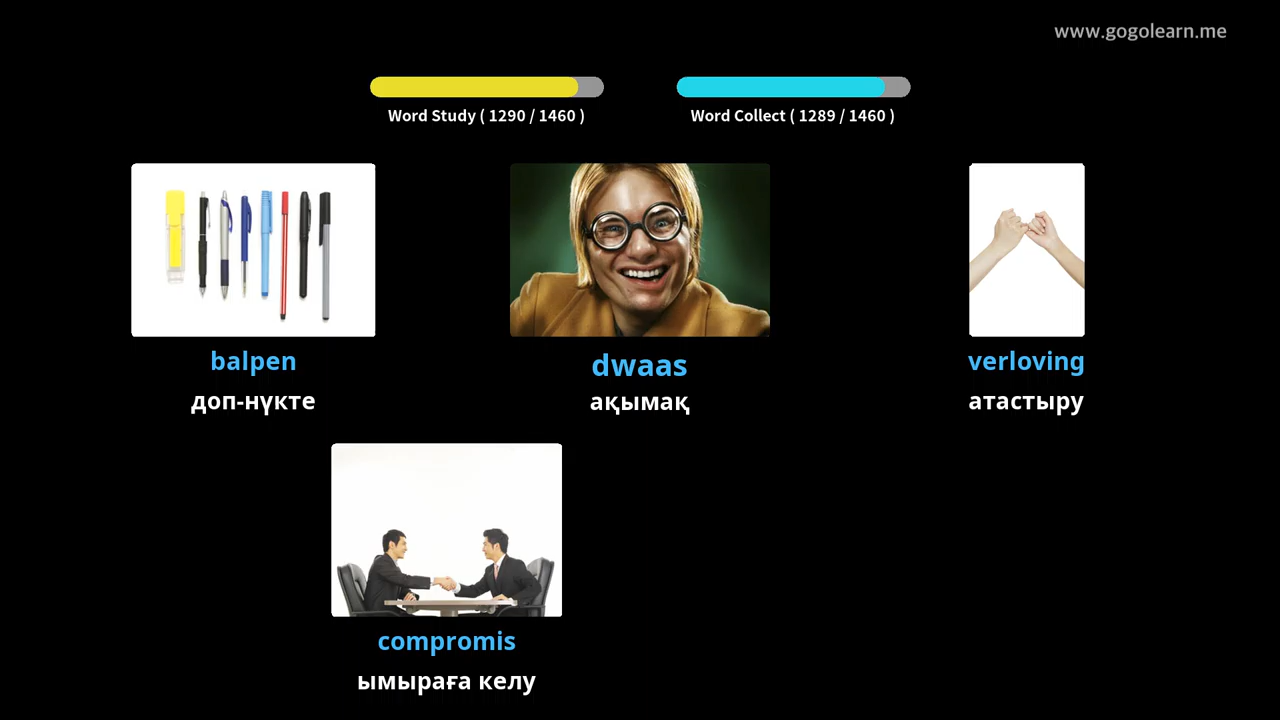 www.gogolearn.me
Word Study ( 1290 / 1460 )
Word Collect ( 1289 / 1460 )
balpen
доп-нүкте
dwaas
ақымақ
verloving
атастыру
compromis
ымыраға келу